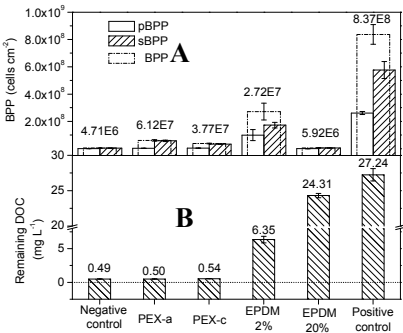 1.0x10⁹
pBPP
sBPP
BPP
A
8.37E8
8.0x10⁸
6.0x10⁸
4.0x10⁸
2.0x10⁸
BPP (cells cm⁻²)
4.71E6
6.12E7
3.77E7
2.72E7
5.92E6
30
27.24
25
20
5
0
Remaining DOC
(mg L⁻¹)
B
24.31
6.35
0.49
0.50
0.54
Negative
control
PEX-a
PEX-c
EPDM
2%
EPDM
20%
Positive
control